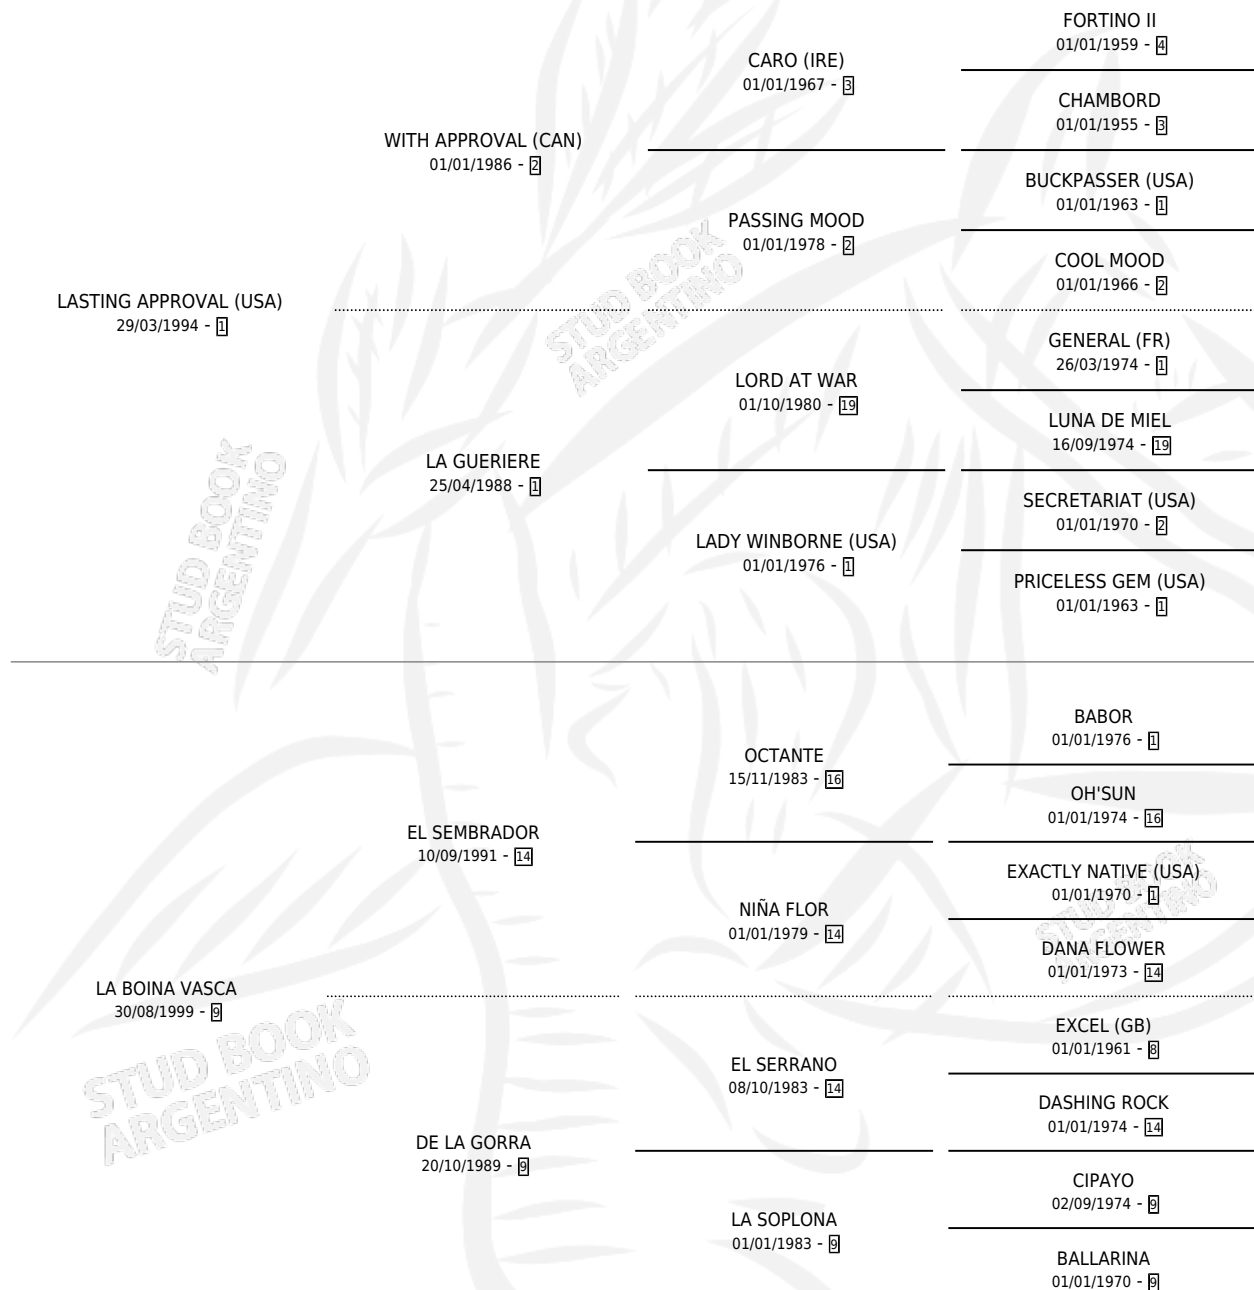 FORTINO II
01/01/1959 - 4
CARO (IRE)
01/01/1967 - 3
CHAMBORD
01/01/1955 - 3
WITH APPROVAL (CAN)
01/01/1986 - 2
BUCKPASSER (USA)
01/01/1963 - 1
PASSING MOOD
01/01/1978 - 2
COOL MOOD
01/01/1966 - 2
LASTING APPROVAL (USA)
29/03/1994 - 1
GENERAL (FR)
26/03/1974 - 1
LORD AT WAR
01/10/1980 - 19
LUNA DE MIEL
16/09/1974 - 19
LA GUERIERE
25/04/1988 - 1
SECRETARIAT (USA)
01/01/1970 - 2
LADY WINBORNE (USA)
01/01/1976 - 1
PRICELESS GEM (USA)
01/01/1963 - 1
BABOR
01/01/1976 - 1
OCTANTE
15/11/1983 - 16
OH'SUN
01/01/1974 - 16
EL SEMBRADOR
10/09/1991 - 14
EXACTLY NATIVE (USA)
01/01/1970 - 1
NIÑA FLOR
01/01/1979 - 14
DANA FLOWER
01/01/1973 - 14
LA BOINA VASCA
30/08/1999 - 9
EXCEL (GB)
01/01/1961 - 8
EL SERRANO
08/10/1983 - 14
DASHING ROCK
01/01/1974 - 14
DE LA GORRA
20/10/1989 - 9
CIPAYO
02/09/1974 - 9
LA SOPLONA
01/01/1983 - 9
BALLARINA
01/01/1970 - 9
STUD BOOK
ARGENTINO
STUD BOOK
ARGENTINO
STUD BOOK
ARGENTINO
STUD BOOK
ARGENTINO